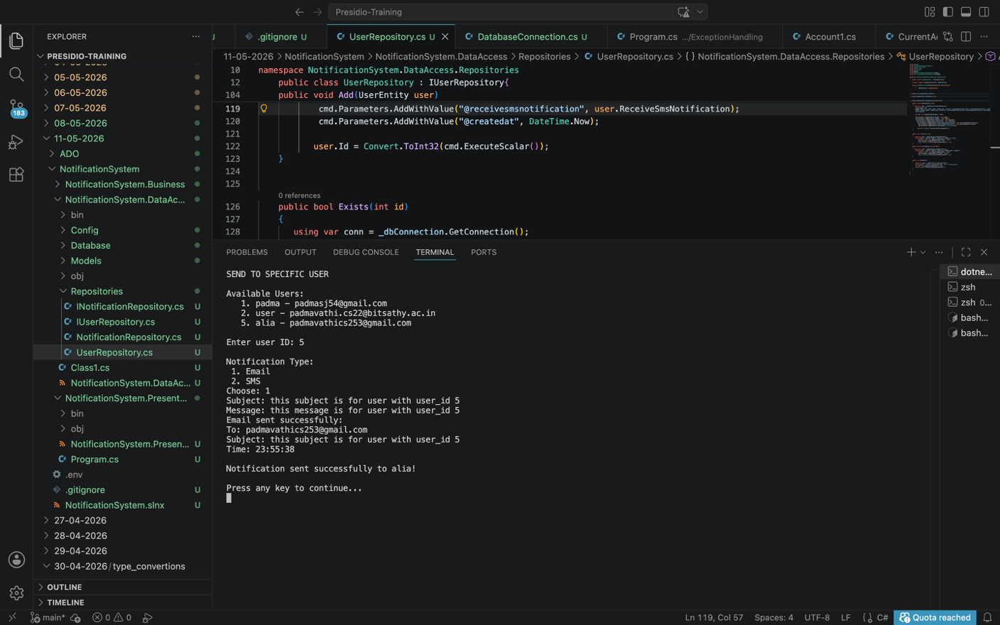 Presidio-Training
EXPLORER
PRESIDIO-TRAINING
05-05-2026
06-05-2026
07-05-2026
08-05-2026
11-05-2026
ADO
NotificationSystem
NotificationSystem.Business
NotificationSystem.DataAc...
bin
Config
Database
Models
obj
Repositories
INotificationRepository.cs U
IUserRepository.cs U
NotificationRepository.cs U
UserRepository.cs U
Class1.cs U
NotificationSystem.DataAc... U
NotificationSystem.Present...
bin
obj
NotificationSystem.Presen... U
Program.cs U
.env
.gitignore U
NotificationSystem.slnx U
27-04-2026
28-04-2026
29-04-2026
30-04-2026/type_convertions
OUTLINE
TIMELINE
183
U
.gitignore U
UserRepository.cs U
DatabaseConnection.cs U
Program.cs .../ExceptionHandling
Account1.cs
CurrentA
11-05-2026 > NotificationSystem > NotificationSystem.DataAccess > Repositories > UserRepository.cs > { } NotificationSystem.DataAccess.Repositories > UserRepository >
10 namespace NotificationSystem.DataAccess.Repositories
12 public class UserRepository : IUserRepository{
104 public void Add(UserEntity user)
119 cmd.Parameters.AddWithValue("@receivesmsnotification", user.ReceiveSmsNotification);
120 cmd.Parameters.AddWithValue("@createdat", DateTime.Now);
121
122 user.Id = Convert.ToInt32(cmd.ExecuteScalar());
123 }
124
125
0 references
126 public bool Exists(int id)
127 {
128 using var conn = _dbConnection.GetConnection();
PROBLEMS OUTPUT DEBUG CONSOLE TERMINAL PORTS
SEND TO SPECIFIC USER
Available Users:
1. padma – padmasj54@gmail.com
2. user – padmavathi.cs22@bitsathy.ac.in
5. alia – padmavathics253@gmail.com
Enter user ID: 5
Notification Type:
1. Email
2. SMS
Choose: 1
Subject: this subject is for user with user_id 5
Message: this message is for user with user_id 5
Email sent successfully:
To: padmavathics253@gmail.com
Subject: this subject is for user with user_id 5
Time: 23:55:38
Notification sent successfully to alia!
Press any key to continue...
dotne...
zsh
zsh 0...
bash...
bash...
main*
0 0
Ln 119, Col 57
Spaces: 4
UTF-8
LF
{ } C#
Quota reached